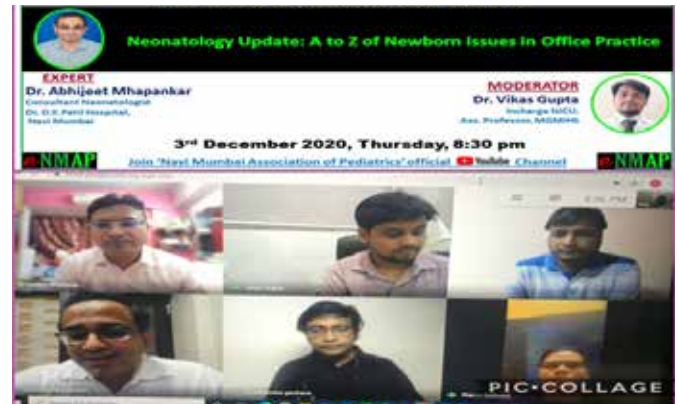 Neonatology Update: A to Z of Newborn Issues in Office Practice
EXPERT
Dr. Abhijeet Mhapankar
Consultant Neonatologist
Dr. D.Y. Patil Hospital,
Navi Mumbai
MODERATOR
Dr. Vikas Gupta
Incharge NICU,
Ass. Professor, MGMIHS
3rd December 2020, Thursday, 8:30 pm
e-NMAP
Join 'Navi Mumbai Association of Pediatrics' official YouTube Channel
e-NMAP
PIC•COLLAGE